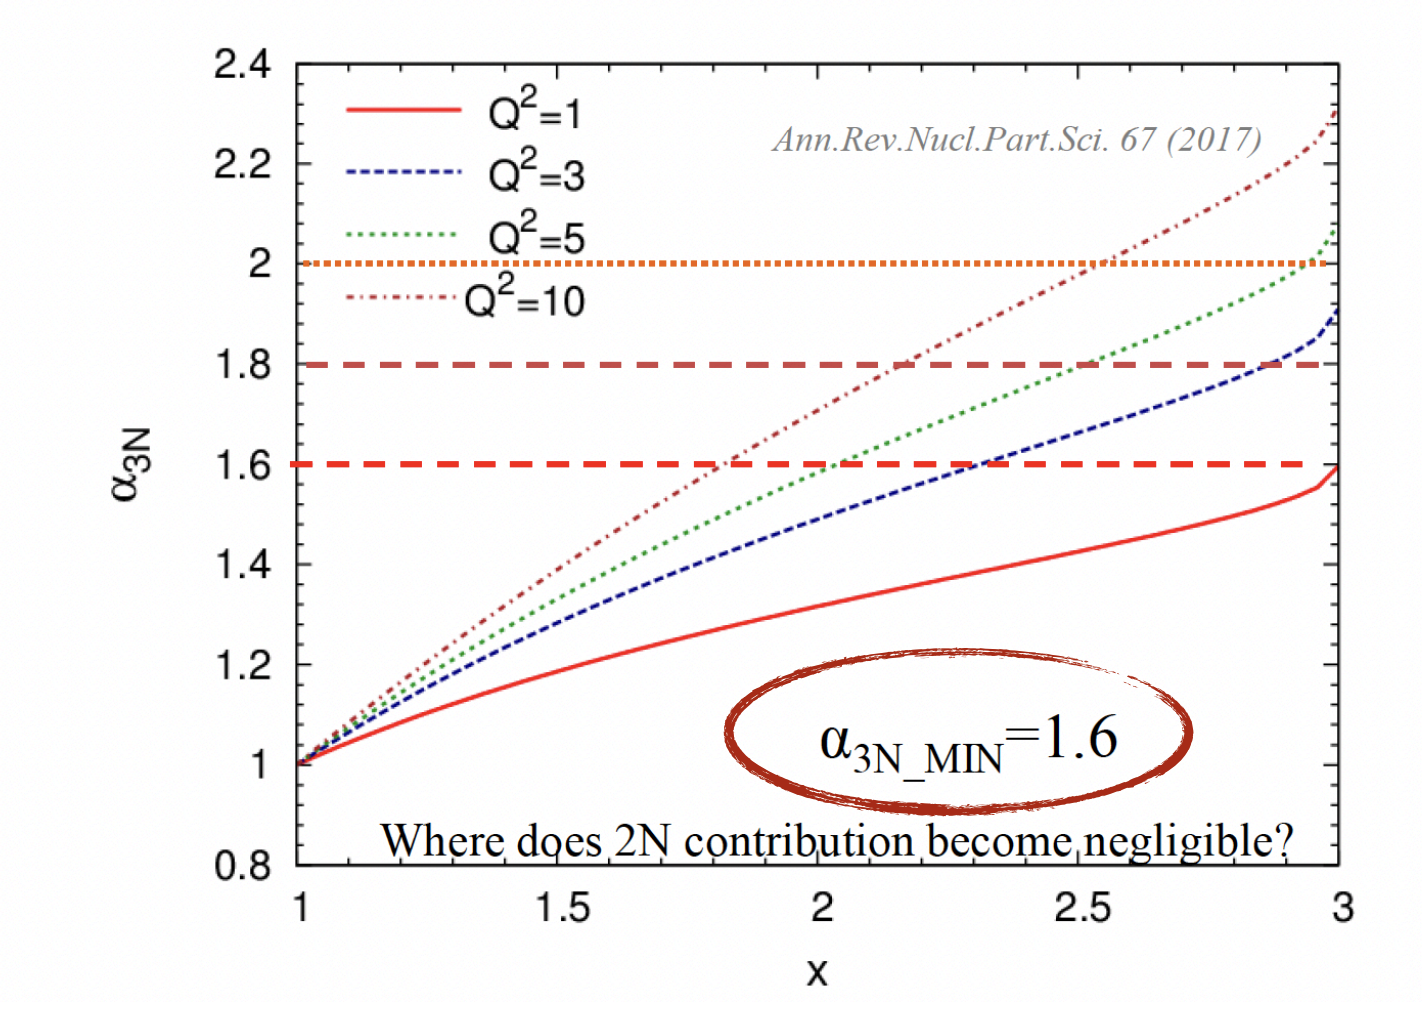 2.4
2.2
2
1.8
1.6
1.4
1.2
1
0.8
α3N
Q²=1
Q²=3
Q²=5
Q²=10
Ann.Rev.Nucl.Part.Sci. 67 (2017)
α3N_MIN=1.6
Where does 2N contribution become negligible?
1 1.5 2 2.5 3
x